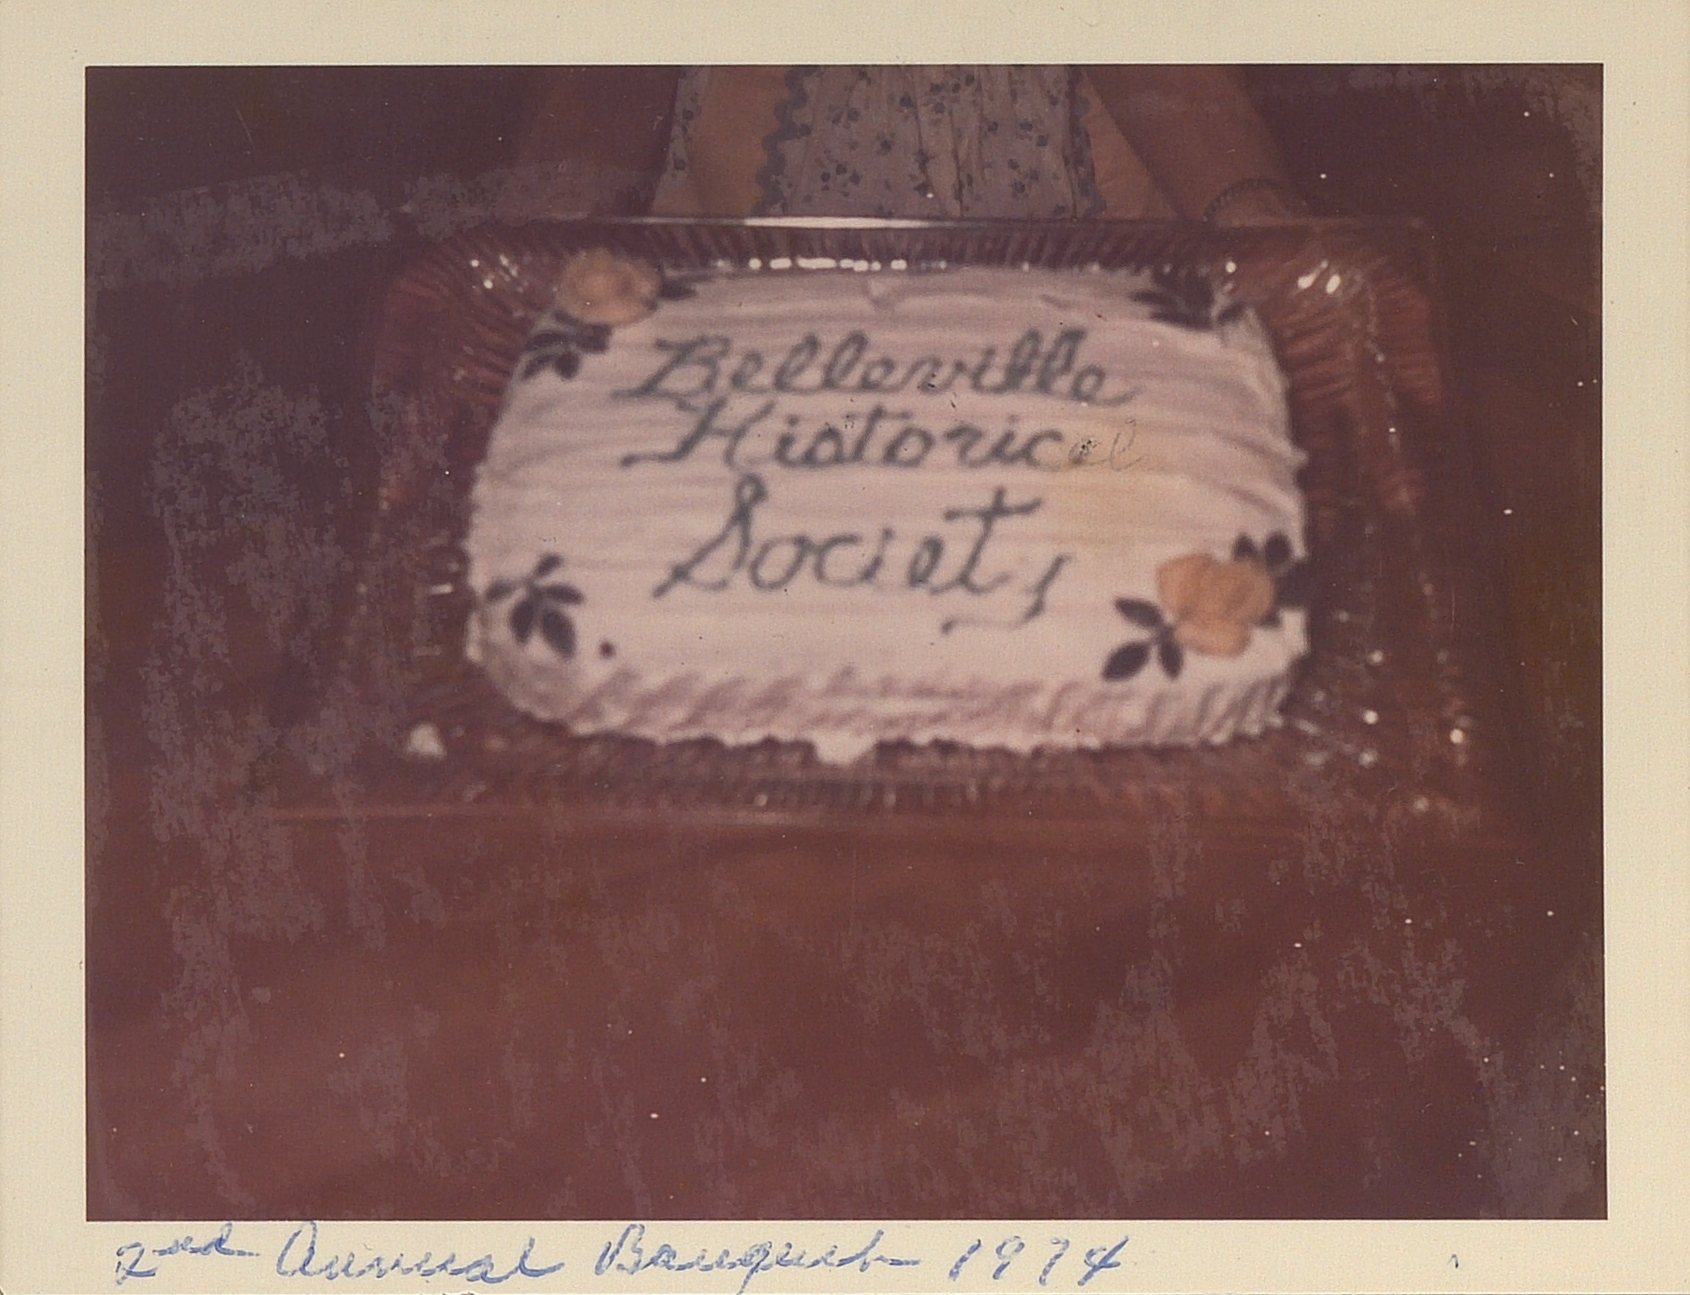 Belleville
Historical
Society
2nd Annual Banquet 1974